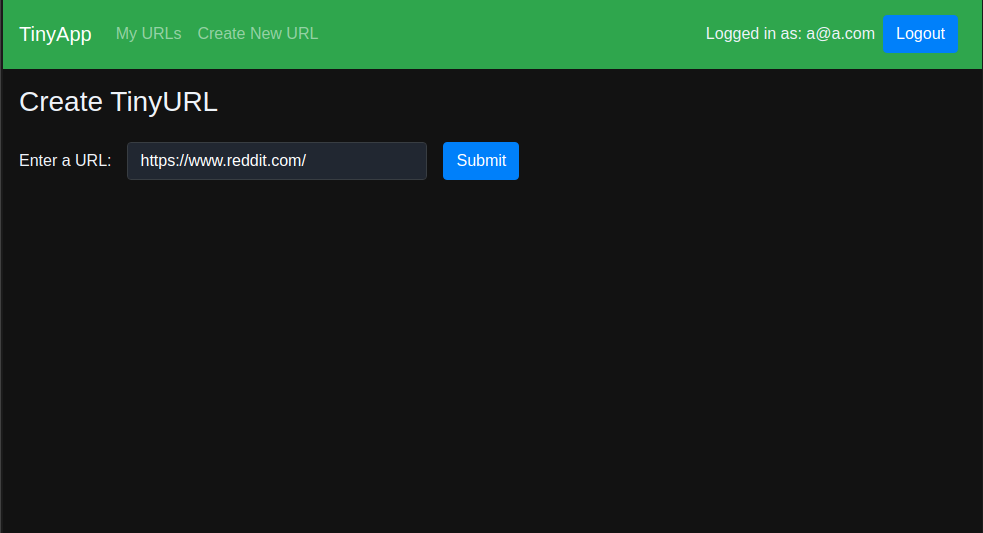 TinyApp My URLs Create New URL Logged in as: a@a.com Logout
Create TinyURL
Enter a URL: https://www.reddit.com/ Submit